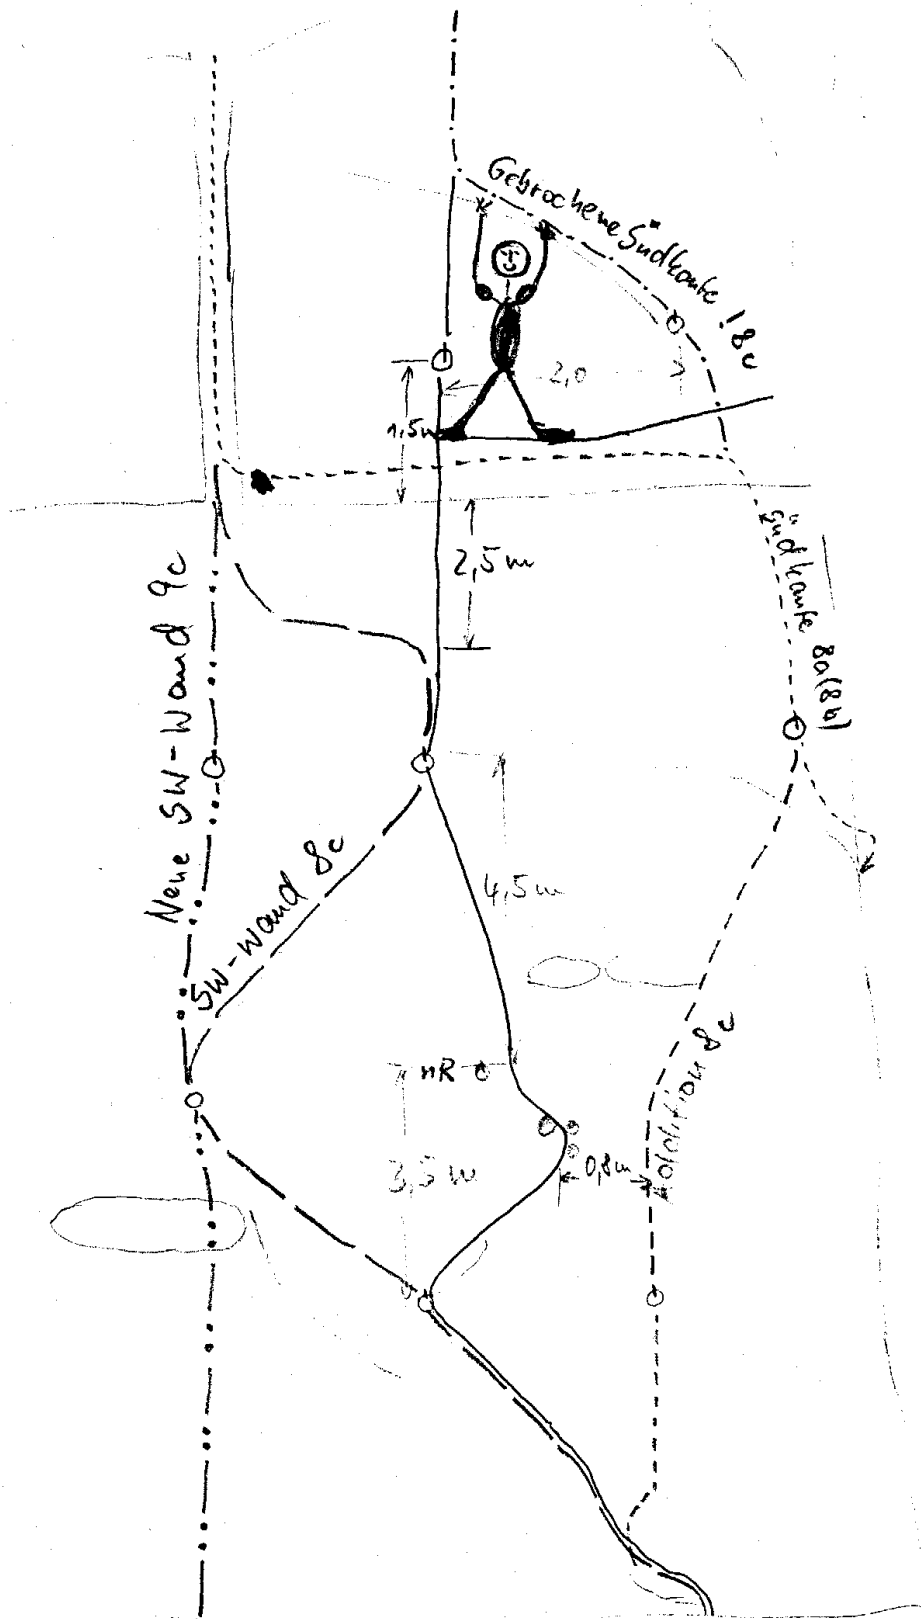 Gebrochene Südkante ! 8c
2,0
1,5m
2,5m
Südkante 8a(8b)
Neue SW-Wand 9c
SW-Wand 8c
4,5m
nR
3,5m
0,8m
Addition 8c